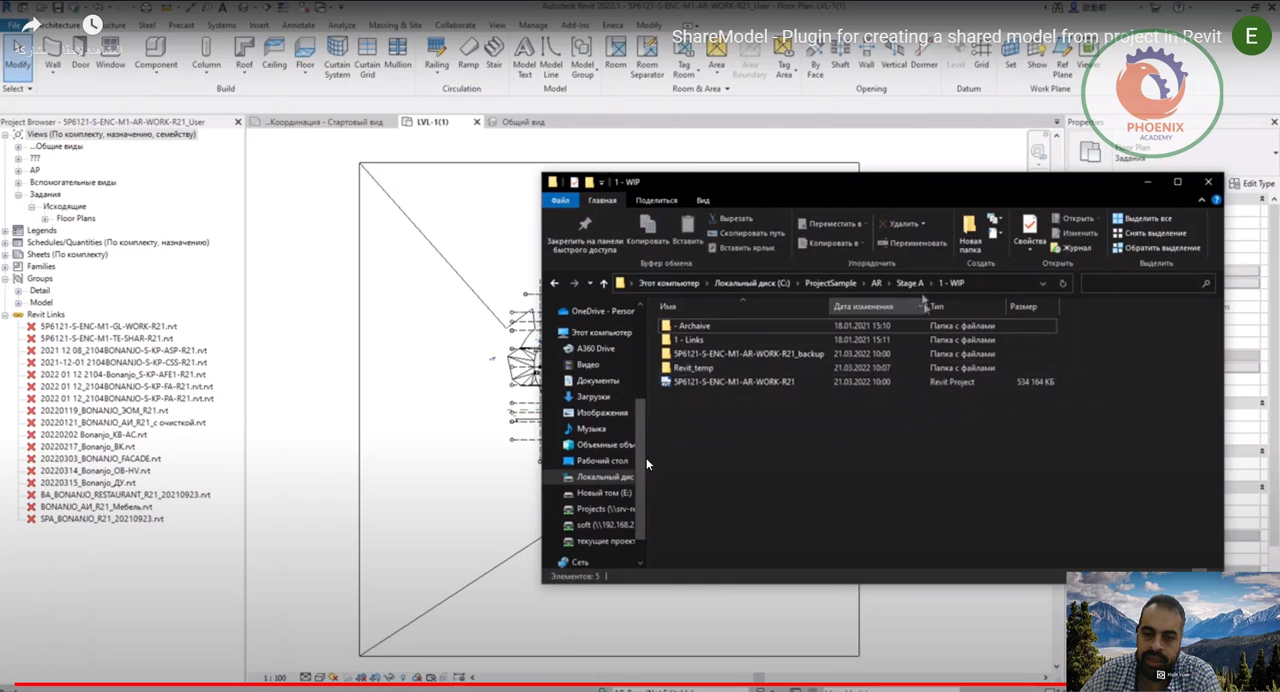 Autodesk Revit 2022.1 - 5P6121-S-ENC-M1-AR-WORK-R21_User - Floor Plan: LVL-1(1)
ShareModel - Plugin for creating a shared model from project in Revit
E
File Architecture Structure Steel Precast Systems Insert Annotate Analyze Massing & Site Collaborate View Manage Add-Ins Eneca Modify
Modify Wall Door Window Component Column Roof Ceiling Floor Curtain System Curtain Grid Mullion Railing Ramp Stair Model Text Model Line Model Group Room Room Separator Tag Room Area Area Boundary Tag Area By Face Shaft Wall Vertical Dormer Level Grid Set Show Ref Plane Viewer
Select Build Circulation Model Room & Area Opening Datum Work Plane
PHOENIX
ACADEMY
Project Browser - 5P6121-S-ENC-M1-AR-WORK-R21_User
...Координация - Стартовый вид
LVL-1(1)
Общий вид
Properties
Floor Plan
Задания
Edit Type
Views (По комплекту, назначению, семейству)
...Общие виды
???
АР
Вспомогательные виды
Задания
Исходящие
Floor Plans
Legends
Schedules/Quantities (По комплекту, назначению)
Sheets (По комплекту)
Families
Groups
Detail
Model
Revit Links
5P6121-S-ENC-M1-GL-WORK-R21.rvt
5P6121-S-ENC-M1-TE-SHAR-R21.rvt
2021 12 08_2104BONANJO-S-KP-ASP-R21.rvt
2021-12-01 2104BONANJO-S-KP-CSS-R21.rvt
2022 01 12 2104-Bonanjo_S-KP-AFE1-R21.rvt
2022 01 12_2104BONANJO-S-KP-FA-R21.rvt
2022 01 12_2104BONANJO-S-KP-PA-R21.rvt
20220119_BONANJO_ЭОМ_R21.rvt
20220121_BONANJO_АИ_R21_с очисткой.rvt
20220202 Bonanjo_КВ-АС.rvt
20220217_Bonanjo_ВК.rvt
20220303_BONANJO_FACADE.rvt
20220314_Bonanjo_ОВ-HV.rvt
20220315_Bonanjo_ДУ.rvt
BA_BONANJO_RESTAURANT_R21_20210923.rvt
BONANJO_АИ_R21_Мебель.rvt
SPA_BONANJO_R21_20210923.rvt
1 - WIP
Файл Главная Поделиться Вид
Закрепить на панели быстрого доступа
Копировать
Вставить
Вырезать
Скопировать путь
Вставить ярлык
Переместить в
Копировать в
Удалить
Переименовать
Новая папка
Свойства
Открыть
Изменить
Журнал
Выделить все
Снять выделение
Обратить выделение
Буфер обмена Упорядочить Создать Открыть Выделить
Этот компьютер Локальный диск (C:) ProjectSample AR Stage A 1 - WIP
Имя Дата изменения Тип Размер
- Archaive 18.01.2021 15:10 Папка с файлами
1 - Links 18.01.2021 15:11 Папка с файлами
5P6121-S-ENC-M1-AR-WORK-R21_backup 21.03.2022 10:00 Папка с файлами
Revit_temp 21.03.2022 10:07 Папка с файлами
5P6121-S-ENC-M1-AR-WORK-R21 21.03.2022 10:00 Revit Project 534 164 КБ
OneDrive - Person
Этот компьютер
A360 Drive
Видео
Документы
Загрузки
Изображения
Музыка
Объемные объ
Рабочий стол
Локальный дис
Новый том (E:)
Projects (\\srv-re
soft (\\192.168.2
текущие проект
Сеть
Элементов: 5
1 : 100